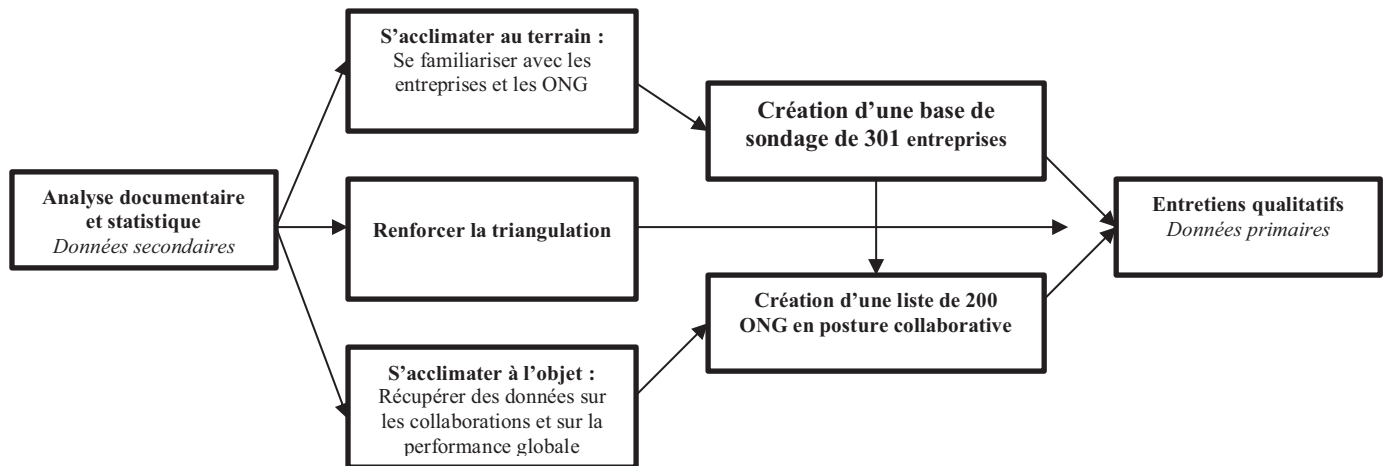 Analyse documentaire
et statistique
Données secondaires
S'acclimater au terrain :
Se familiariser avec les
entreprises et les ONG
Renforcer la triangulation
S'acclimater à l'objet :
Récupérer des données sur
les collaborations et sur la
performance globale
Création d'une base de
sondage de 301 entreprises
Création d'une liste de 200
ONG en posture collaborative
Entretiens qualitatifs
Données primaires